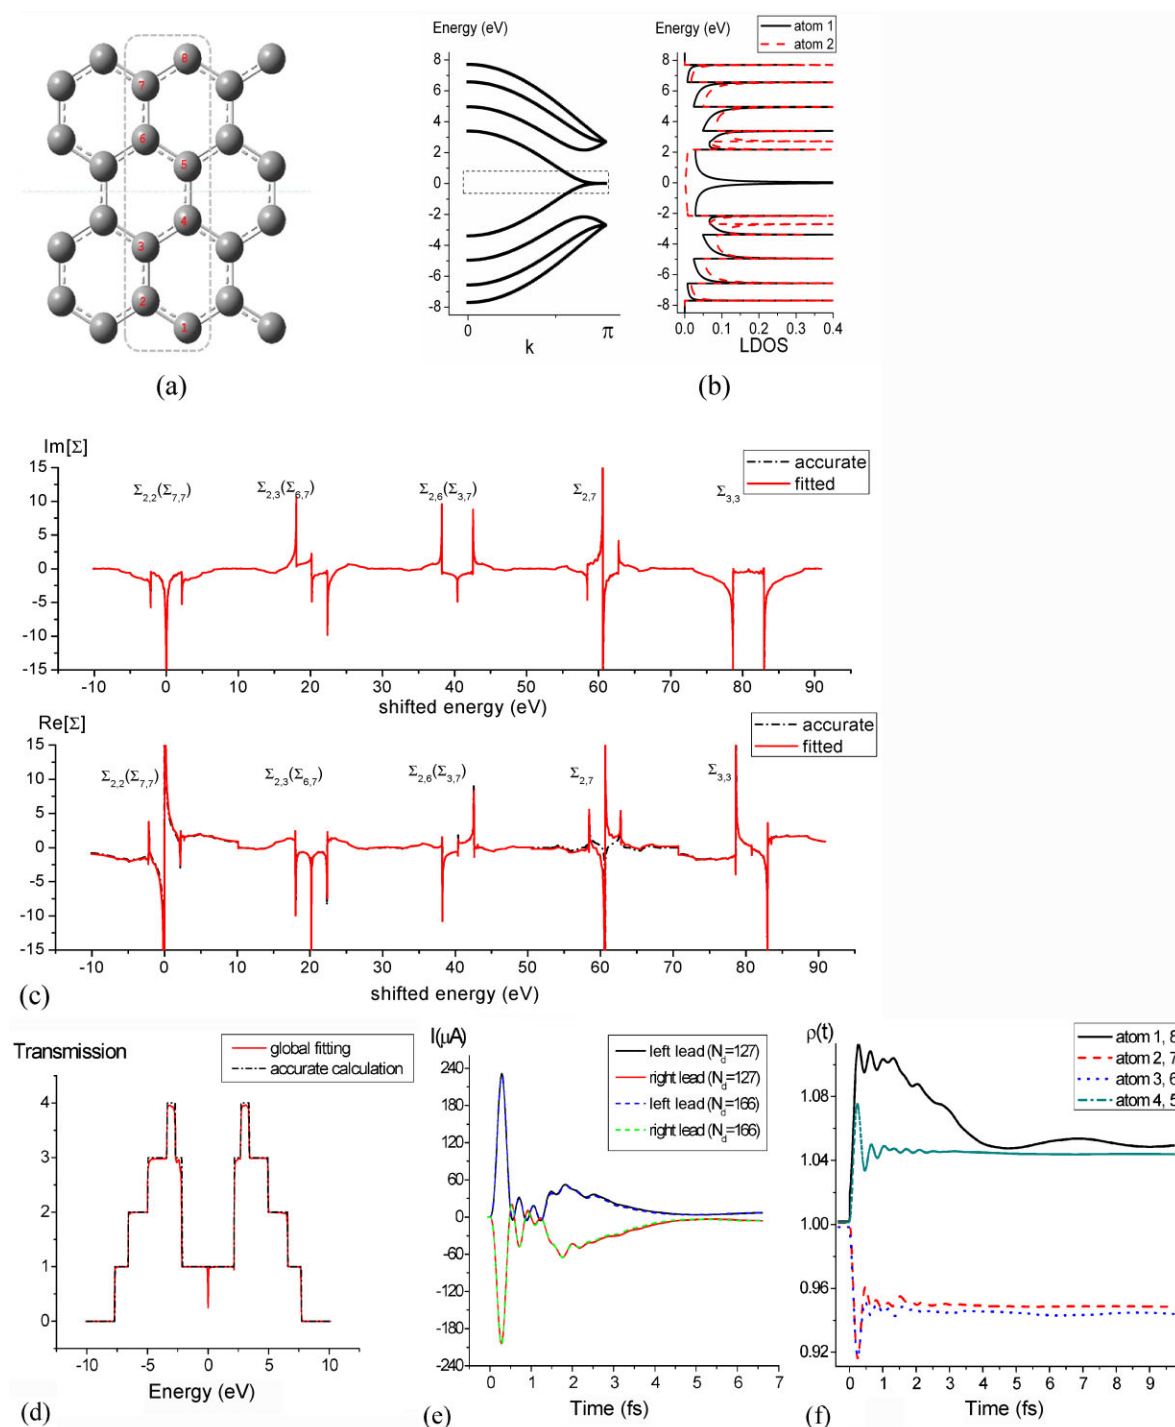 8
7
6
5
4
3
2
1
(a)
Energy (eV)
8
6
4
2
0
-2
-4
-6
-8
0
π
k
Energy (eV)
atom 1
atom 2
8
6
4
2
0
-2
-4
-6
-8
0.0 0.1 0.2 0.3 0.4
LDOS
(b)
Im[Σ]
accurate
fitted
Σ2,2(Σ7,7)
Σ2,3(Σ6,7)
Σ2,6(Σ3,7)
Σ2,7
Σ3,3
15
10
5
0
-5
-10
-15
-10 0 10 20 30 40 50 60 70 80 90
shifted energy (eV)
Re[Σ]
accurate
fitted
Σ2,2(Σ7,7)
Σ2,3(Σ6,7)
Σ2,6(Σ3,7)
Σ2,7
Σ3,3
15
10
5
0
-5
-10
-15
-10 0 10 20 30 40 50 60 70 80 90
shifted energy (eV)
(c)
Transmission
global fitting
accurate calculation
4
3
2
1
0
-10 -5 0 5 10
Energy (eV)
(d)
I(μA)
left lead (Nd=127)
right lead (Nd=127)
left lead (Nd=166)
right lead (Nd=166)
240
180
120
60
0
-60
-120
-180
-240
0 1 2 3 4 5 6 7
Time (fs)
(e)
ρ(t)
atom 1, 8
atom 2, 7
atom 3, 6
atom 4, 5
1.08
1.04
1.00
0.96
0.92
0 1 2 3 4 5 6 7 8 9
Time (fs)
(f)